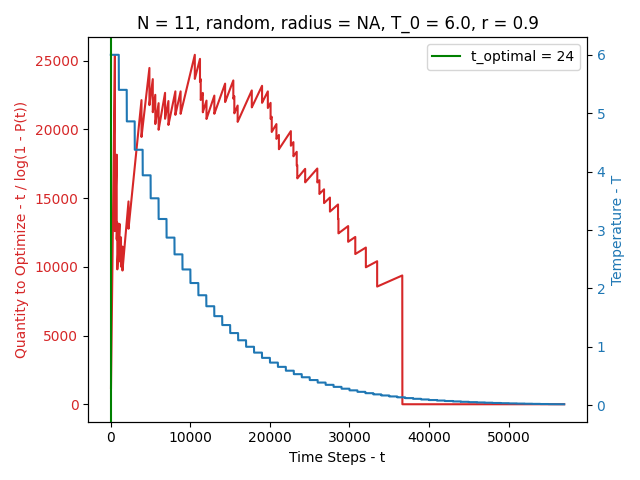 N = 11, random, radius = NA, T_0 = 6.0, r = 0.9
t_optimal = 24
Quantity to Optimize - t / log(1 - P(t))
25000
20000
15000
10000
5000
0
6
5
4
3
2
1
0
Temperature - T
0 10000 20000 30000 40000 50000
Time Steps - t